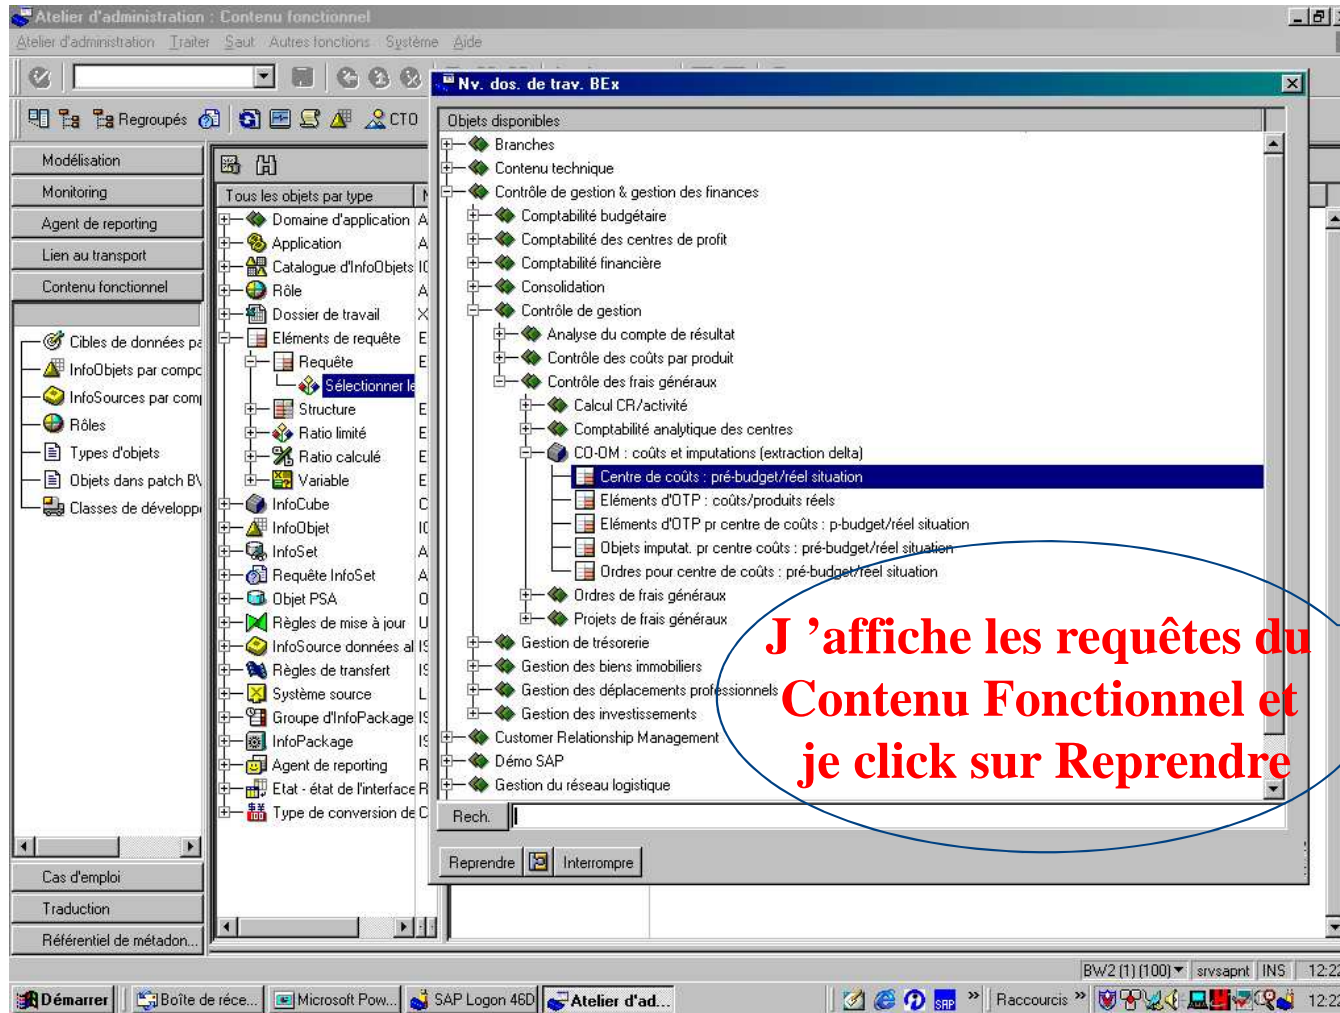 Atelier d'administration : Contenu fonctionnel
Atelier d'administration Traiter Saut Autres fonctions Système Aide
Regroupés
CTO
Modélisation
Monitoring
Agent de reporting
Lien au transport
Contenu fonctionnel
Cibles de données pa
InfoObjets par compo
InfoSources par comp
Rôles
Types d'objets
Objets dans patch B\
Classes de développe
Cas d'emploi
Traduction
Référentiel de métadon...
Tous les objets par type
Domaine d'application A
Application A
Catalogue d'InfoObjets IC
Rôle A
Dossier de travail X
Eléments de requête E
Requête E
Sélectionner le
Structure E
Ratio limité E
Ratio calculé E
Variable E
InfoCube C
InfoObjet IC
InfoSet A
Requête InfoSet A
Objet PSA O
Règles de mise à jour U
InfoSource données al IS
Règles de transfert IS
Système source L
Groupe d'InfoPackage IS
InfoPackage IS
Agent de reporting R
Etat - état de l'interface R
Type de conversion de C
Nv. dos. de trav. BEx
Objets disponibles
Branches
Contenu technique
Contrôle de gestion & gestion des finances
Comptabilité budgétaire
Comptabilité des centres de profit
Comptabilité financière
Consolidation
Contrôle de gestion
Analyse du compte de résultat
Contrôle des coûts par produit
Contrôle des frais généraux
Calcul CR/activité
Comptabilité analytique des centres
CO-OM : coûts et imputations (extraction delta)
Centre de coûts : pré-budget/réel situation
Eléments d'OTP : coûts/produits réels
Eléments d'OTP pr centre de coûts : p-budget/réel situation
Objets imputat. pr centre coûts : pré-budget/réel situation
Ordres pour centre de coûts : pré-budget/réel situation
Ordres de frais généraux
Projets de frais généraux
Gestion de trésorerie
Gestion des biens immobiliers
Gestion des déplacements professionnels
Gestion des investissements
Customer Relationship Management
Démo SAP
Gestion du réseau logistique
Rech.
Reprendre Interrompre
J ’affiche les requêtes du
Contenu Fonctionnel et
je click sur Reprendre
BW2 (1) (100) srvsapnt INS 12:22
Démarrer Boîte de réce... Microsoft Pow... SAP Logon 46D Atelier d'ad... SAP » Raccourcis » 12:22